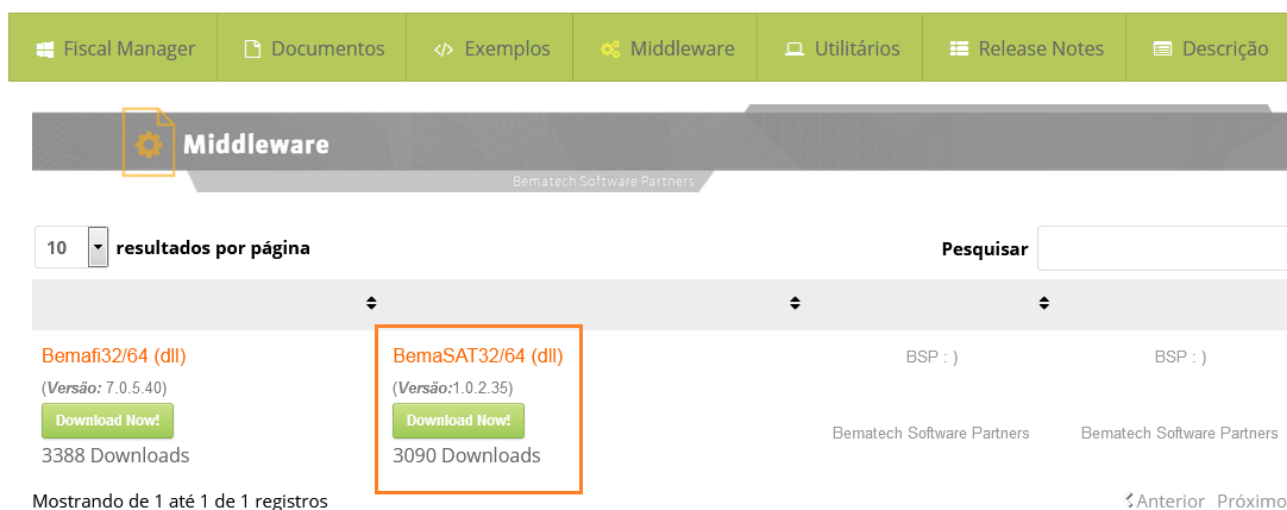 Fiscal Manager Documentos Exemplos Middleware Utilitários Release Notes Descrição
Middleware
Bematech Software Partners
10 resultados por página Pesquisar
Bemafi32/64 (dll) BemaSAT32/64 (dll) BSP : ) BSP : )
(Versão: 7.0.5.40) (Versão:1.0.2.35)
Download Now! Download Now! Bematech Software Partners Bematech Software Partners
3388 Downloads 3090 Downloads
Mostrando de 1 até 1 de 1 registros Anterior Próximo